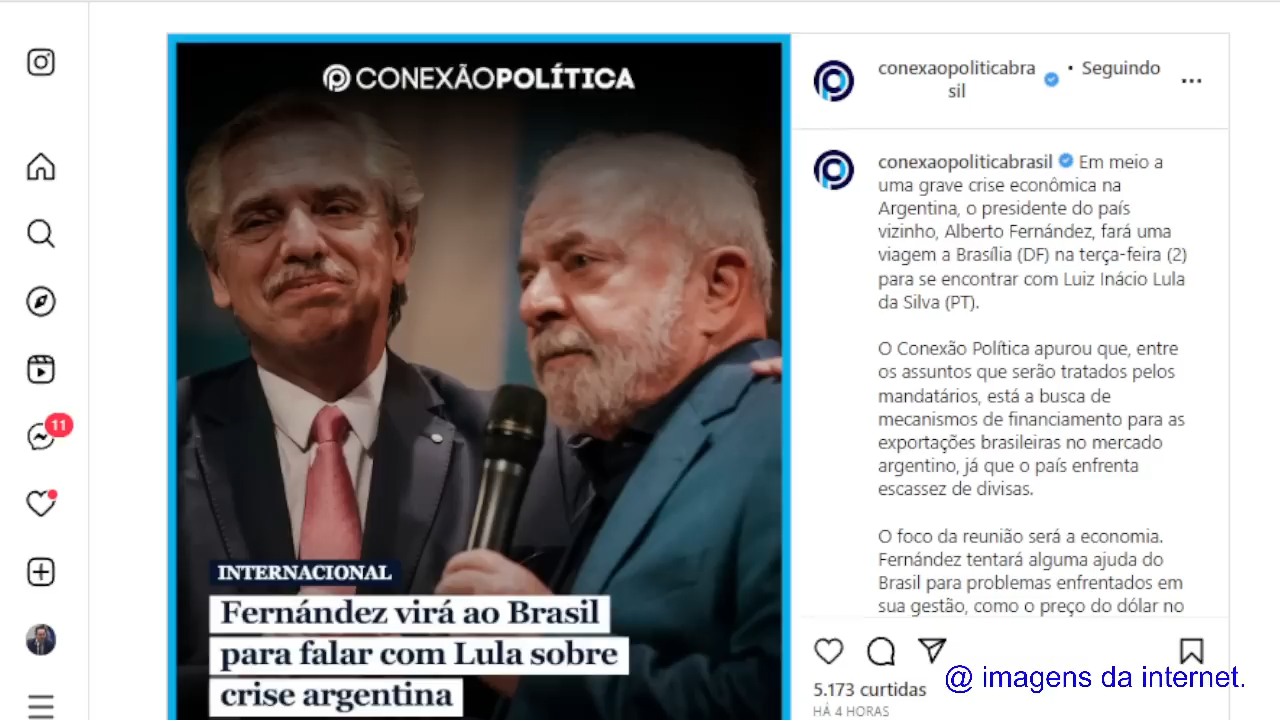 CONEXÃOPOLÍTICA
INTERNACIONAL
Fernández virá ao Brasil
para falar com Lula sobre
crise argentina
11
conexaopoliticabra
sil
• Seguindo
conexaopoliticabrasil Em meio a
uma grave crise econômica na
Argentina, o presidente do país
vizinho, Alberto Fernández, fará uma
viagem a Brasília (DF) na terça-feira (2)
para se encontrar com Luiz Inácio Lula
da Silva (PT).
O Conexão Política apurou que, entre
os assuntos que serão tratados pelos
mandatários, está a busca de
mecanismos de financiamento para as
exportações brasileiras no mercado
argentino, já que o país enfrenta
escassez de divisas.
O foco da reunião será a economia.
Fernández tentará alguma ajuda do
Brasil para problemas enfrentados em
sua gestão, como o preço do dólar no
5.173 curtidas
HÁ 4 HORAS
@ imagens da internet.